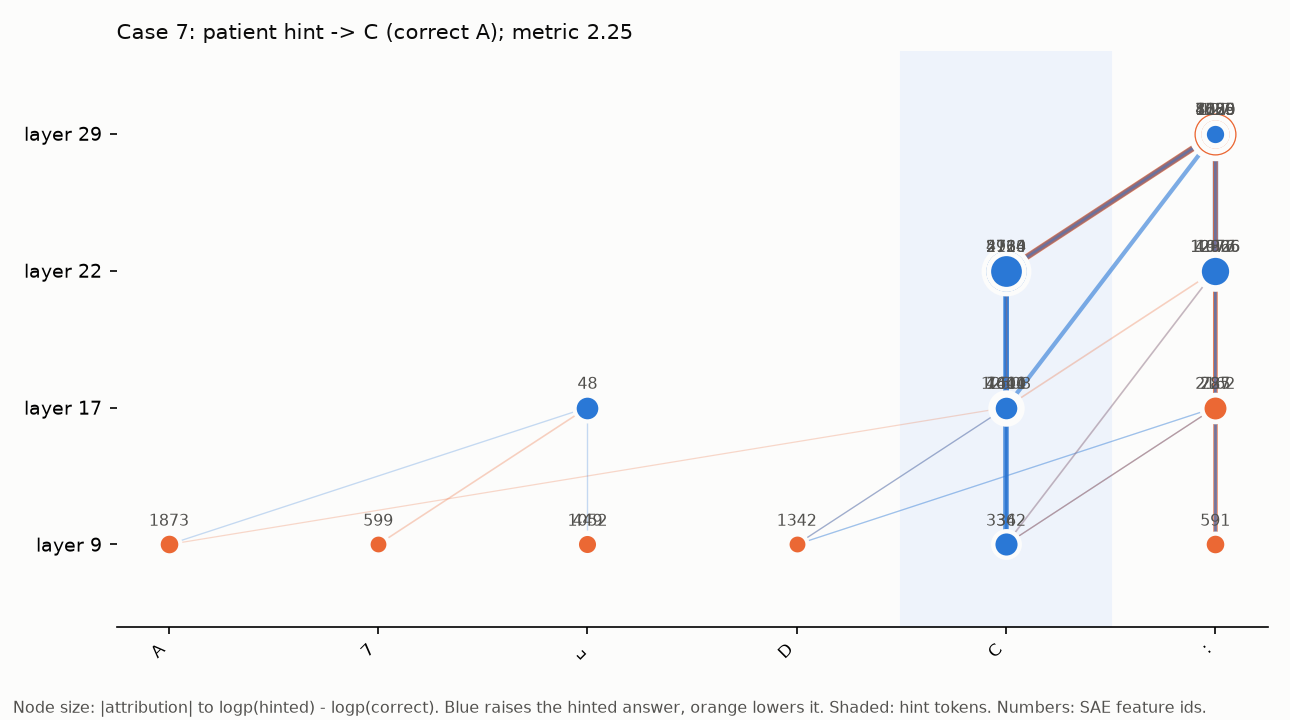 Case 7: patient hint -> C (correct A); metric 2.25
layer 29
layer 22
layer 17
48
layer 9
1873
599
1342
591
A
7
␣
D
C
:
Node size: |attribution| to logp(hinted) - logp(correct). Blue raises the hinted answer, orange lowers it. Shaded: hint tokens. Numbers: SAE feature ids.